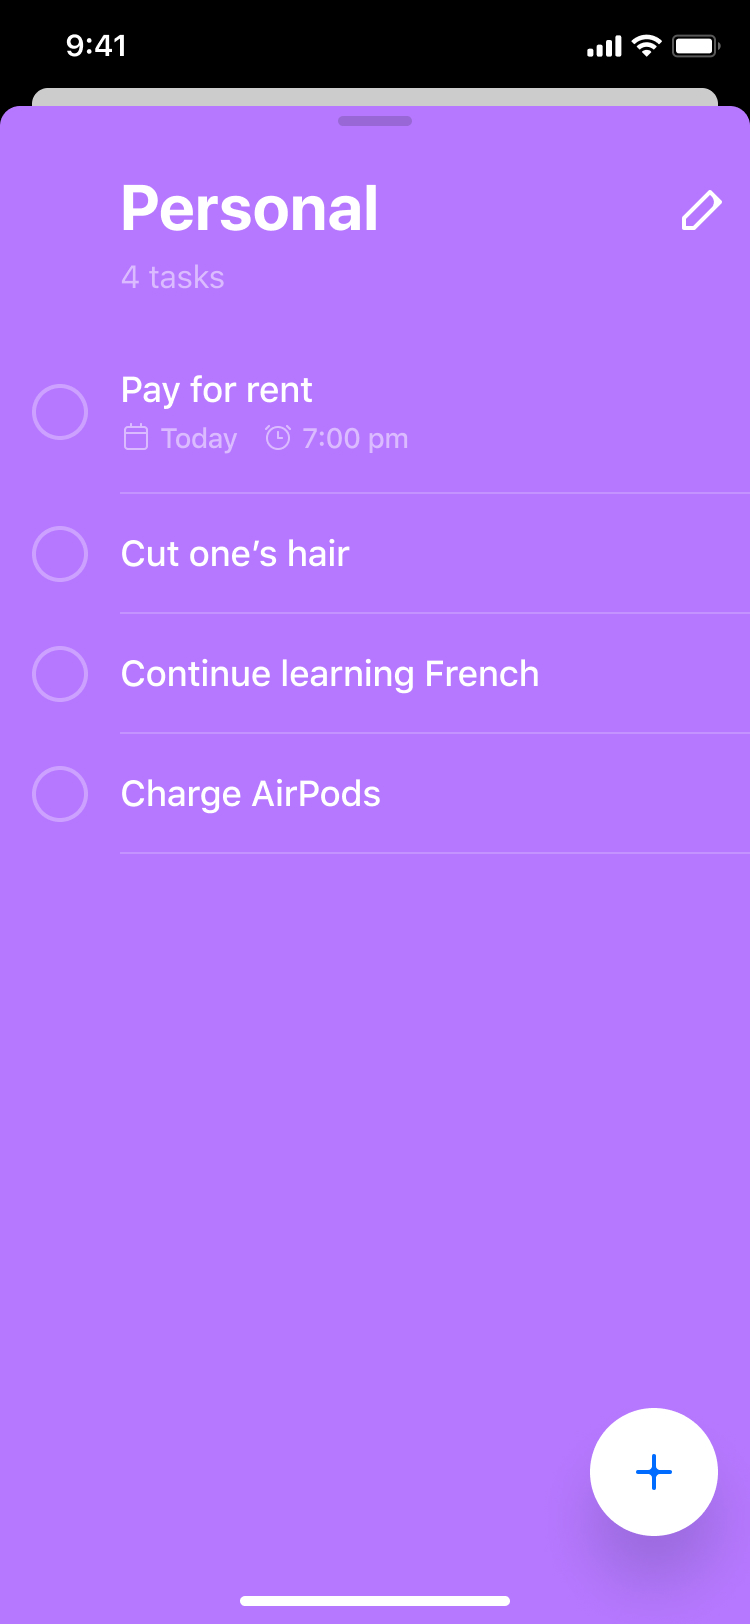 9:41
Personal
4 tasks
Pay for rent
Today 7:00 pm
Cut one’s hair
Continue learning French
Charge AirPods